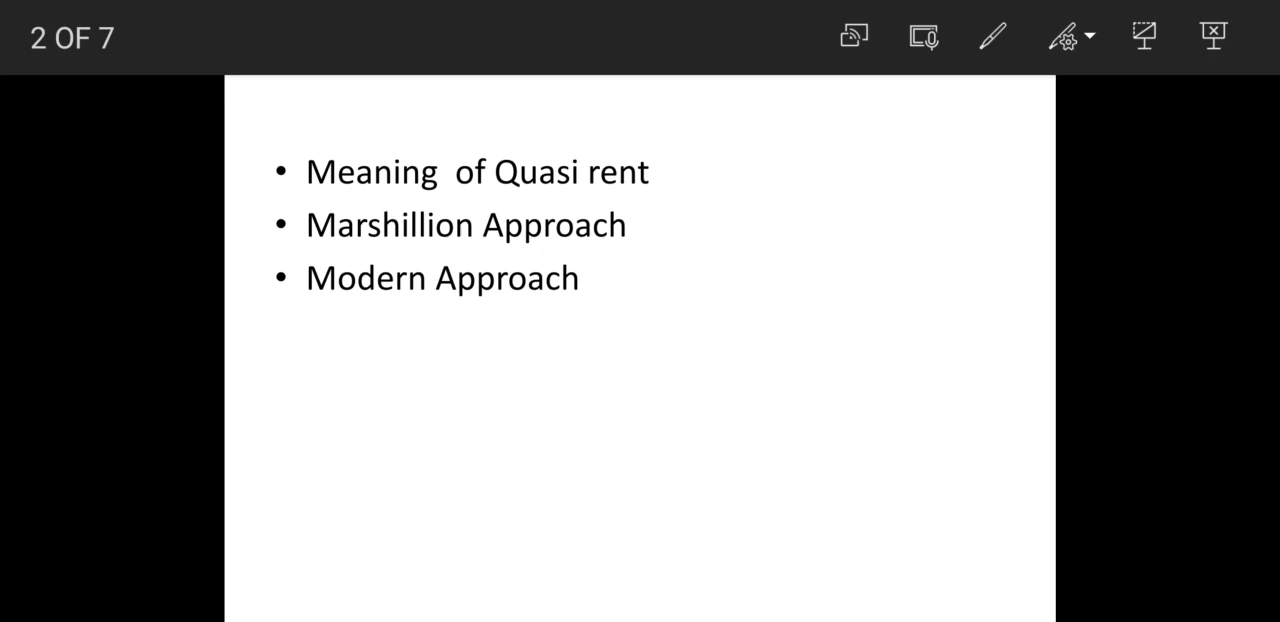 2 OF 7
• Meaning of Quasi rent
• Marshillion Approach
• Modern Approach